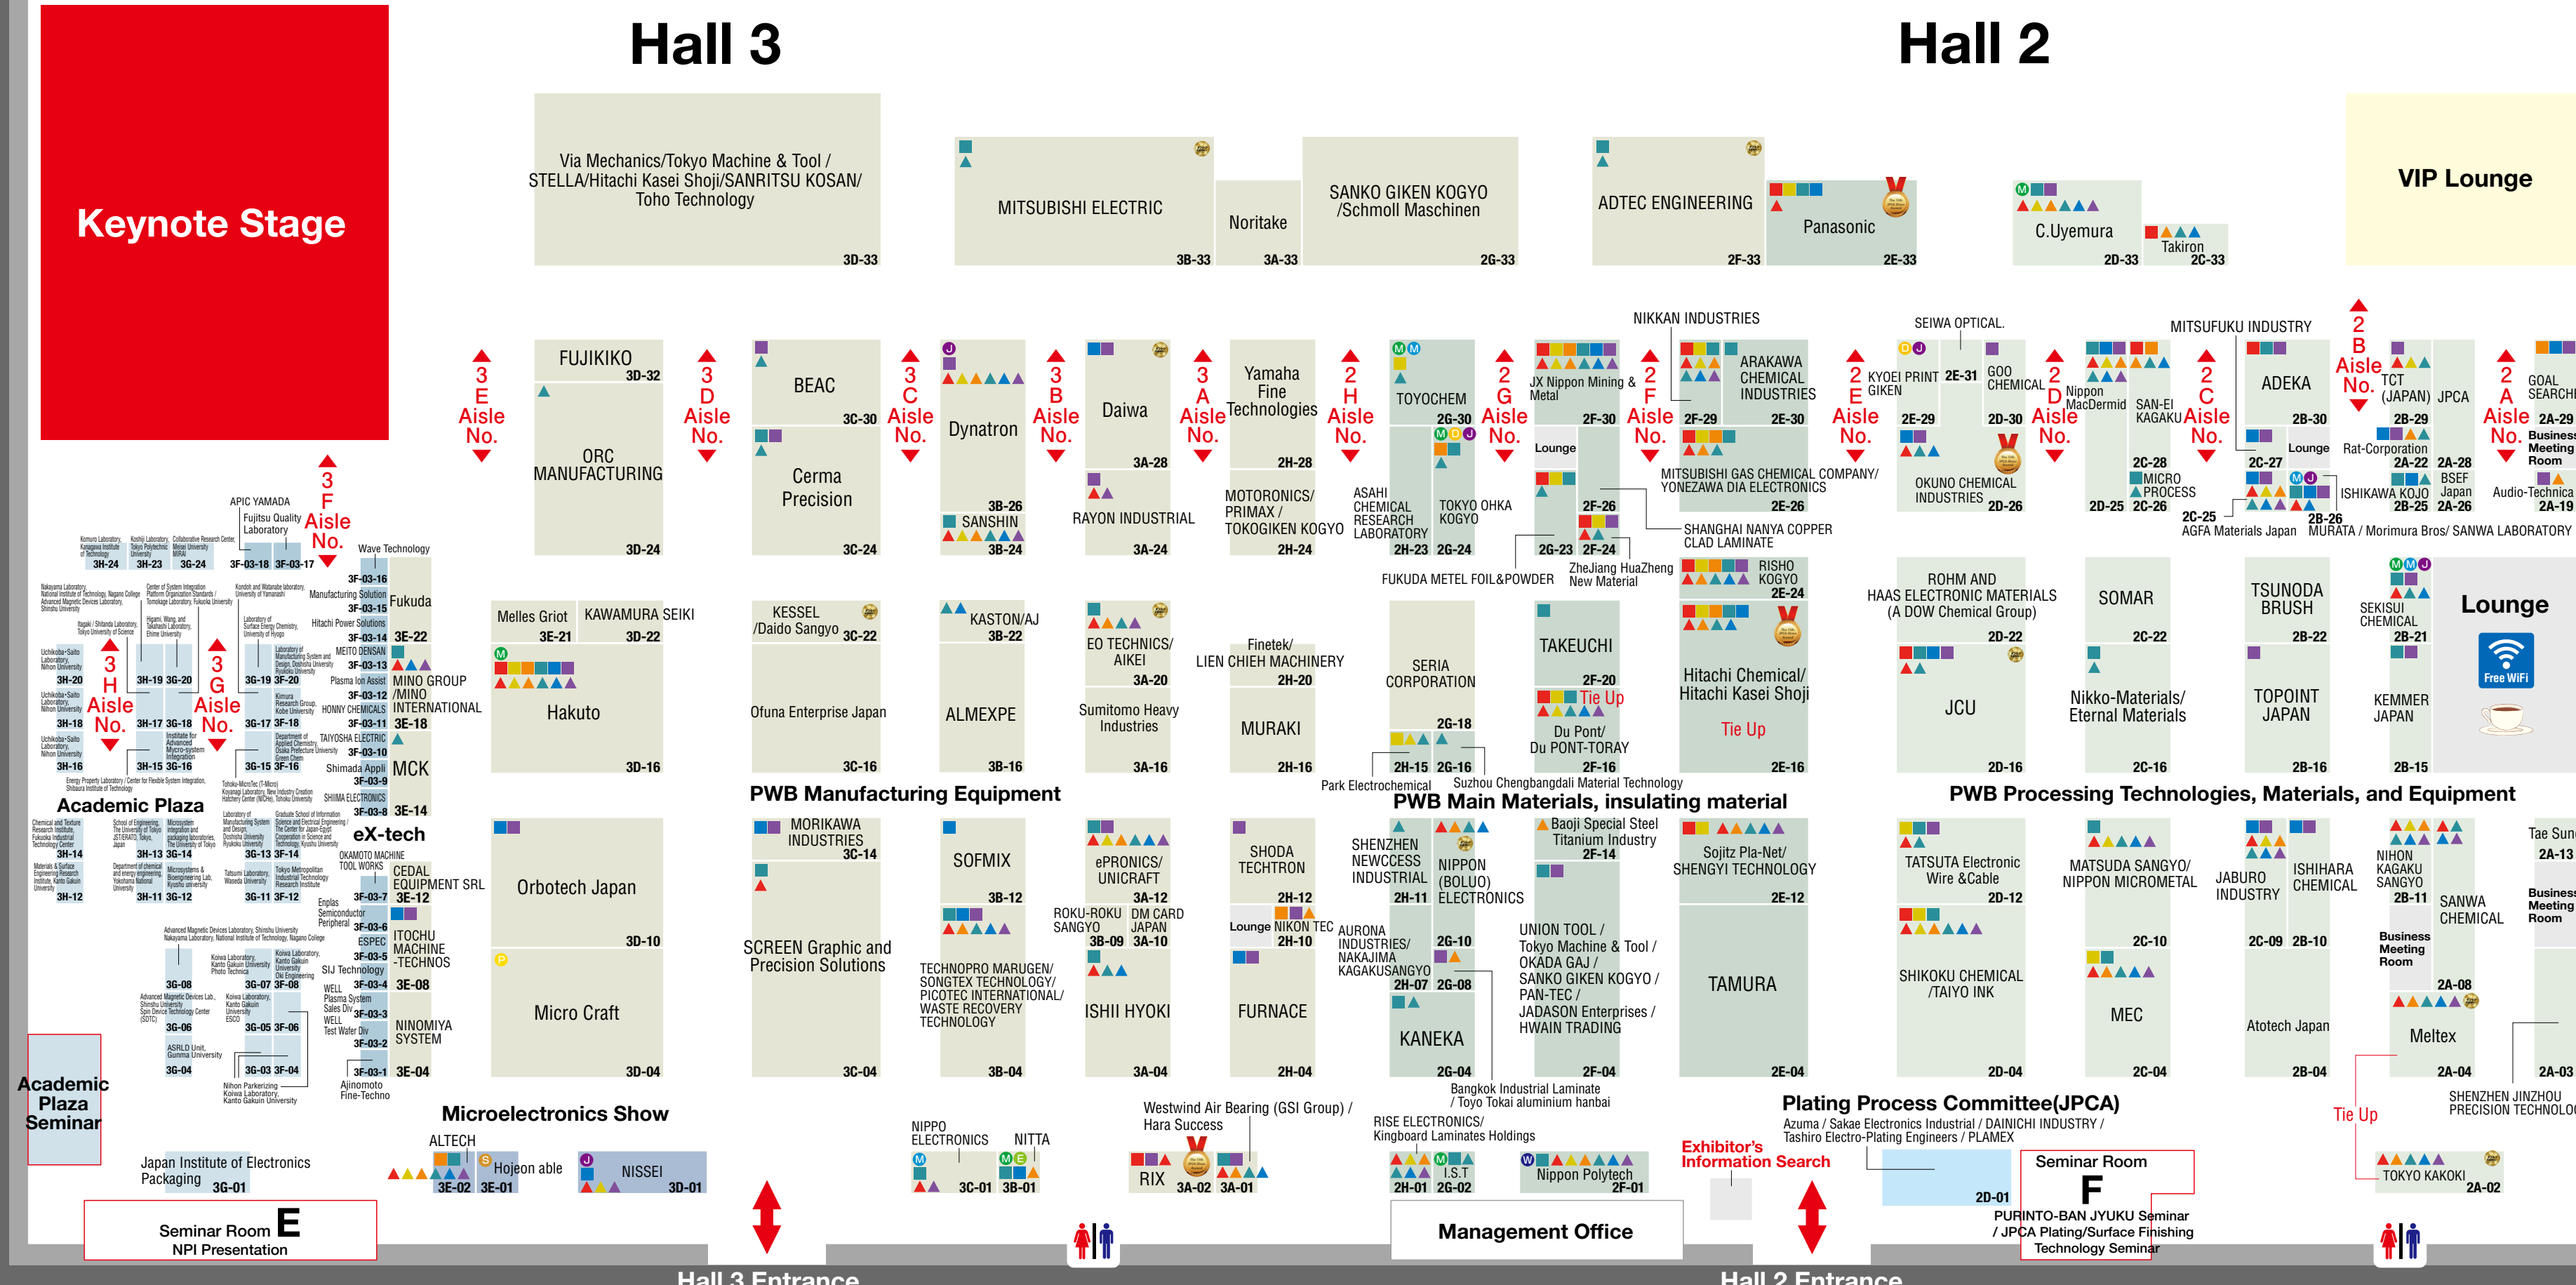 Hall 3
Hall 2
Keynote Stage
Via Mechanics/Tokyo Machine & Tool /
STELLA/Hitachi Kasei Shoji/SANRITSU KOSAN/
Toho Technology
3D-33
MITSUBISHI ELECTRIC
3B-33
Noritake
3A-33
SANKO GIKEN KOGYO
/Schmoll Maschinen
2G-33
ADTEC ENGINEERING
2F-33
Panasonic
2E-33
C.Uyemura
2D-33
Takiron
2C-33
VIP Lounge
3
E
Aisle
No.
FUJIKIKO
3D-32
ORC
MANUFACTURING
3D-24
3
D
Aisle
No.
BEAC
3C-30
Cerma
Precision
3C-24
3
C
Aisle
No.
Dynatron
3B-26
SANSHIN
3B-24
3
B
Aisle
No.
Daiwa
3A-28
RAYON INDUSTRIAL
3A-24
3
A
Aisle
No.
Yamaha
Fine
Technologies
2H-28
MOTORONICS/
PRIMAX /
TOKOGIKEN KOGYO
2H-24
2
H
Aisle
No.
TOYOCHEM
2G-30
ASAHI
CHEMICAL
RESEARCH
LABORATORY
2H-23
TOKYO OHKA
KOGYO
2G-24
2
G
Aisle
No.
JX Nippon Mining &
Metal
2F-30
Lounge
2F-26
2G-23
2F-24
FUKUDA METEL FOIL&POWDER
ZheJiang HuaZheng
New Material
2
F
Aisle
No.
NIKKAN INDUSTRIES
2F-29
ARAKAWA
CHEMICAL
INDUSTRIES
2E-30
MITSUBISHI GAS CHEMICAL COMPANY/
YONEZAWA DIA ELECTRONICS
2E-26
SHANGHAI NANYA COPPER
CLAD LAMINATE
RISHO
KOGYO
2E-24
2
E
Aisle
No.
SEIWA OPTICAL.
KYOEI PRINT
GIKEN
2E-29
2E-31
GOO
CHEMICAL
2D-30
OKUNO CHEMICAL
INDUSTRIES
2D-26
2
D
Aisle
No.
Nippon
MacDermid
2D-25
SAN-EI
KAGAKU
2C-28
MICRO
PROCESS
2C-26
2
C
Aisle
No.
MITSUFUKU INDUSTRY
ADEKA
2B-30
2C-27
Lounge
2C-25
AGFA Materials Japan
2B-26
MURATA / Morimura Bros/ SANWA LABORATORY
2
B
Aisle
No.
TCT
(JAPAN)
2B-29
JPCA
Rat-Corporation
2A-22
2A-28
ISHIKAWA KOJO
2B-25
BSEF
Japan
2A-26
2
A
Aisle
No.
GOAL
2A-29
Business
Meeting
Room
Audio-Technica
2A-19
APIC YAMADA
Fujitsu Quality
Laboratory
3
F
Aisle
No.
3H-24
3H-23
3G-24
3F-03-18
3F-03-17
Wave Technology
3F-03-16
Manufacturing Solution
3F-03-15
Hitachi Power Solutions
3F-03-14
MEITO DENSAN
3F-03-13
Plasma Ion Assist
3F-03-12
HONNY CHEMICALS
3F-03-11
TAIYOSHA ELECTRIC
3F-03-10
Shimada Appli
3F-03-9
SHIIMA ELECTRONICS
3F-03-8
Fukuda
3E-22
MINO GROUP
/MINO
INTERNATIONAL
3E-18
MCK
3E-14
3
H
Aisle
No.
3
G
Aisle
No.
3H-20
3H-19
3G-20
3G-19
3F-20
3H-18
3H-17
3G-18
3G-17
3F-18
3H-16
3H-15
3G-16
3G-15
3F-16
Academic Plaza
eX-tech
3H-14
3H-13
3G-14
3G-13
3F-14
3H-12
3H-11
3G-12
3G-11
3F-12
OKAMOTO MACHINE
TOOL WORKS
3F-03-7
Enplas
Semiconductor
Peripheral
3F-03-6
ESPEC
3F-03-5
SIJ Technology
3F-03-4
WELL
Plasma System
Sales Div.
3F-03-3
WELL
Test Wafer Div
3F-03-2
3F-03-1
Ajinomoto
Fine-Techno
CEDAL
EQUIPMENT SRL
3E-12
ITOCHU
MACHINE
-TECHNOS
3E-08
NINOMIYA
SYSTEM
3E-04
3G-08
3G-07
3F-08
3G-06
3G-05
3F-06
ASRLD Unit,
Gunma University
3G-04
3G-03
3F-04
Nihon Parkerizing
Koiwa Laboratory,
Kanto Gakuin University
Academic
Plaza
Seminar
Melles Griot
3E-21
KAWAMURA SEIKI
3D-22
Hakuto
3D-16
KESSEL
/Daido Sangyo
3C-22
Ofuna Enterprise Japan
3C-16
KASTON/AJ
3B-22
ALMEXPE
3B-16
EO TECHNICS/
AIKEI
3A-20
Sumitomo Heavy
Industries
3A-16
Finetek/
LIEN CHIEH MACHINERY
2H-20
MURAKI
2H-16
SERIA
CORPORATION
2G-18
2H-15
2G-16
Park Electrochemical
Suzhou Chengbangdali Material Technology
TAKEUCHI
2F-20
Tie Up
Du Pont/
Du PONT-TORAY
2F-16
Hitachi Chemical/
Hitachi Kasei Shoji
Tie Up
2E-16
ROHM AND
HAAS ELECTRONIC MATERIALS
(A DOW Chemical Group)
2D-22
JCU
2D-16
SOMAR
2C-22
Nikko-Materials/
Eternal Materials
2C-16
TSUNODA
BRUSH
2B-22
TOPOINT
JAPAN
2B-16
SEKISUI
CHEMICAL
2B-21
KEMMER
JAPAN
2B-15
Lounge
Free WiFi
PWB Manufacturing Equipment
PWB Main Materials, insulating material
PWB Processing Technologies, Materials, and Equipment
Orbotech Japan
3D-10
Micro Craft
3D-04
MORIKAWA
INDUSTRIES
3C-14
SCREEN Graphic and
Precision Solutions
3C-04
SOFMIX
3B-12
TECHNOPRO MARUGEN/
SONGTEX TECHNOLOGY/
PICOTEC INTERNATIONAL/
WASTE RECOVERY
TECHNOLOGY
3B-04
ePRONICS/
UNICRAFT
3A-12
ROKU-ROKU
SANGYO
3B-09
DM CARD
JAPAN
3A-10
ISHII HYOKI
3A-04
SHODA
TECHTRON
2H-12
Lounge
NIKON TEC
2H-10
FURNACE
2H-04
SHENZHEN
NEWCCESS
INDUSTRIAL
2H-11
NIPPON
(BOLUO)
ELECTRONICS
2G-10
AURONA
INDUSTRIES/
NAKAJIMA
KAGAKUSANGYO
2H-07
2G-08
KANEKA
2G-04
Bangkok Industrial Laminate
/ Toyo Tokai aluminium hanbai
Baoji Special Steel
Titanium Industry
2F-14
UNION TOOL /
Tokyo Machine & Tool /
OKADA GAJ /
SANKO GIKEN KOGYO /
PAN-TEC /
JADASON Enterprises /
HWAIN TRADING
2F-04
Sojitz Pla-Net/
SHENGYI TECHNOLOGY
2E-12
TAMURA
2E-04
TATSUTA Electronic
Wire &Cable
2D-12
SHIKOKU CHEMICAL
/TAIYO INK
2D-04
MATSUDA SANGYO/
NIPPON MICROMETAL
2C-10
MEC
2C-04
JABURO
INDUSTRY
2C-09
ISHIHARA
CHEMICAL
2B-10
Atotech Japan
2B-04
NIHON
KAGAKU
SANGYO
2B-11
SANWA
CHEMICAL
2A-08
Business
Meeting
Room
Meltex
2A-04
2A-13
Business
Meeting
Room
2A-03
SHENZHEN JINZHOU
Tie Up
TOKYO KAKOKI
2A-02
Microelectronics Show
Plating Process Committee(JPCA)
Azuma / Sakae Electronics Industrial / DAINICHI INDUSTRY /
Tashiro Electro-Plating Engineers / PLAMEX
2D-01
Japan Institute of Electronics
Packaging
3G-01
ALTECH
3E-02
Hojeon able
3E-01
NISSEI
3D-01
NIPPO
ELECTRONICS
3C-01
NITTA
3B-01
Westwind Air Bearing (GSI Group) /
Hara Success
RIX
3A-02
3A-01
RISE ELECTRONICS/
Kingboard Laminates Holdings
2H-01
I.S.T
2G-02
Nippon Polytech
2F-01
Exhibitor's
Information Search
Seminar Room E
NPI Presentation
Management Office
Seminar Room
F
PURINTO-BAN JYUKU Seminar
/ JPCA Plating/Surface Finishing
Technology Seminar
Hall 3 Entrance
Hall 2 Entrance